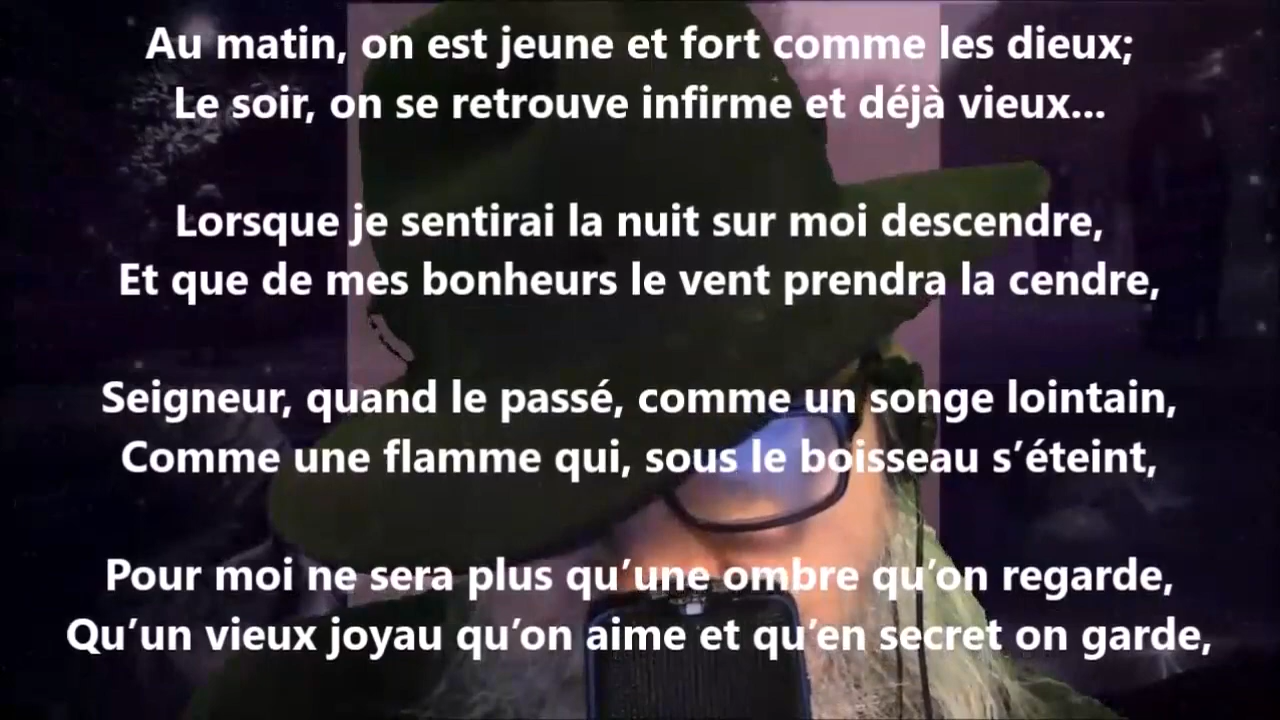 Au matin, on est jeune et fort comme les dieux;
Le soir, on se retrouve infirme et déjà vieux...
Lorsque je sentirai la nuit sur moi descendre,
Et que de mes bonheurs le vent prendra la cendre,
Seigneur, quand le passé, comme un songe lointain,
Comme une flamme qui, sous le boisseau s’éteint,
Pour moi ne sera plus qu’une ombre qu’on regarde,
Qu’un vieux joyau qu’on aime et qu’en secret on garde,